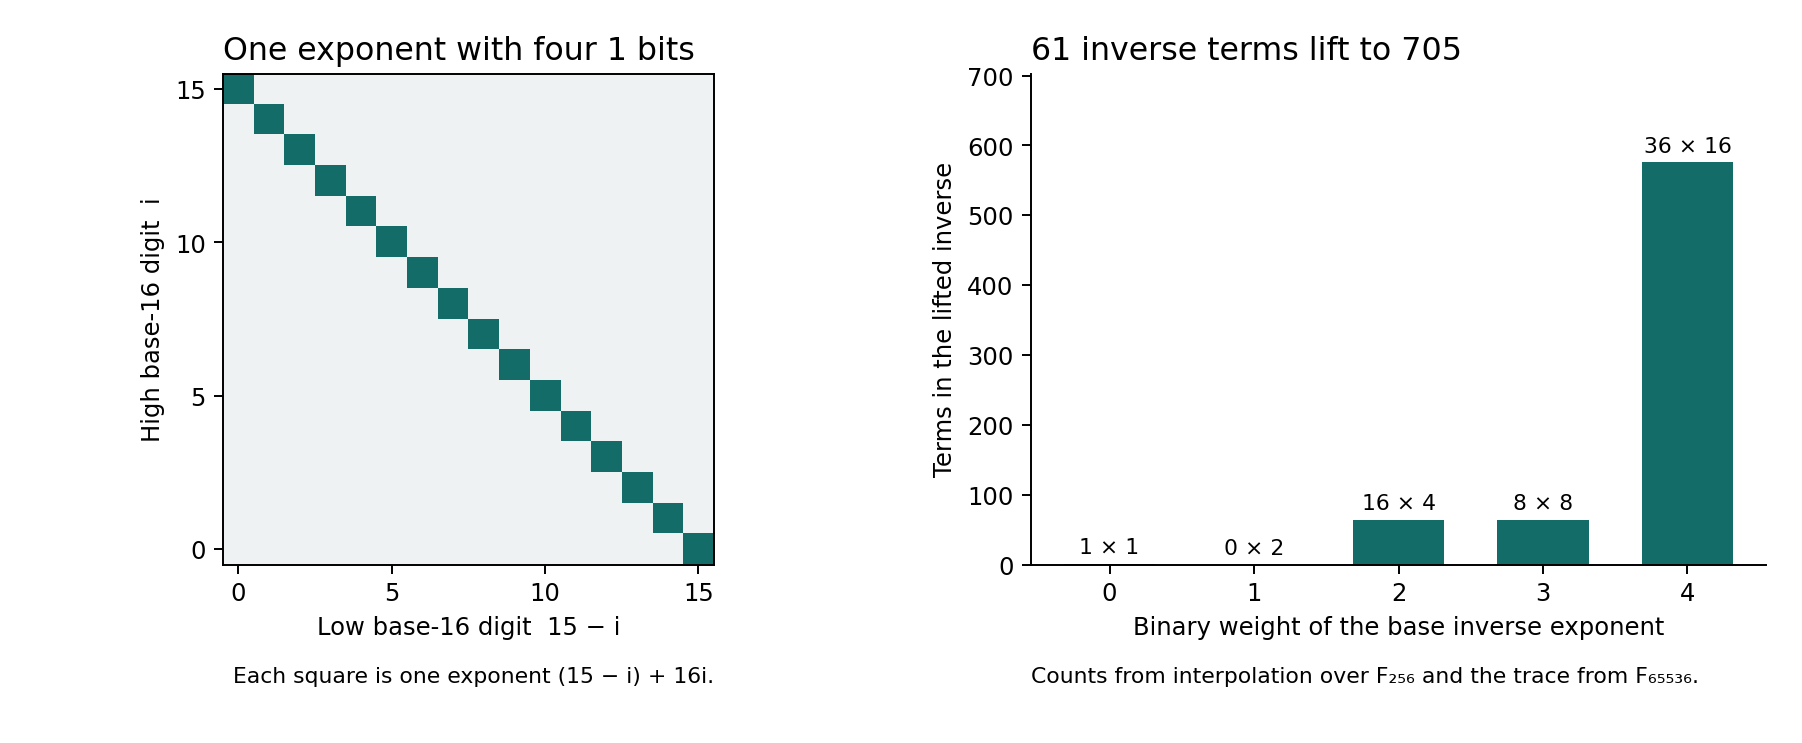 One exponent with four 1 bits
High base-16 digit  i
15
10
5
0
0
5
10
15
Low base-16 digit  15 − i
Each square is one exponent (15 − i) + 16i.
61 inverse terms lift to 705
Terms in the lifted inverse
700
600
500
400
300
200
100
0
1 × 1
0 × 2
16 × 4
8 × 8
36 × 16
0
1
2
3
4
Binary weight of the base inverse exponent
Counts from interpolation over F₂₅₆ and the trace from F₆₅₅₃₆.